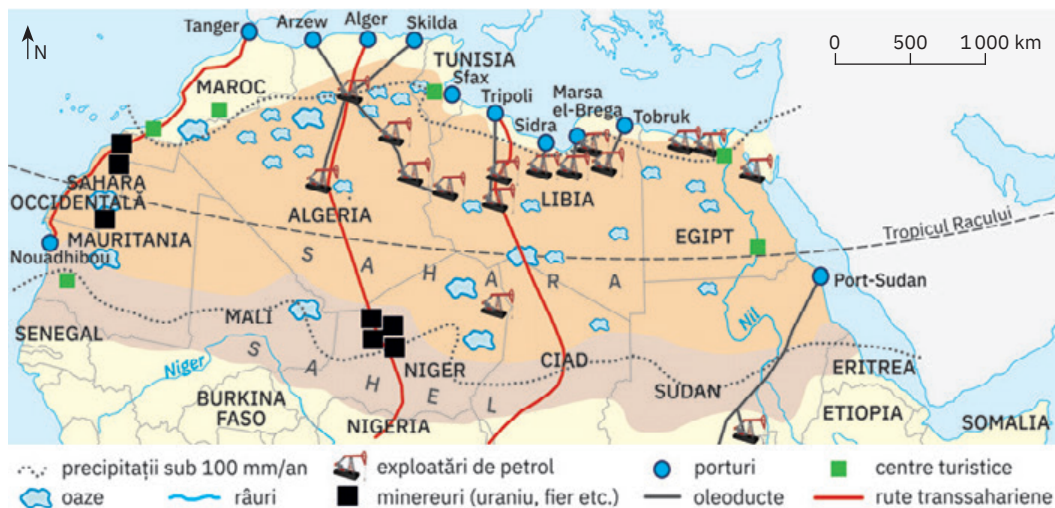 N
Tanger
Arzew
Alger
Skilda
0 500 1 000 km
TUNISIA
Sfax
MAROC
Tripoli
Marsa
el-Brega
Sidra
Tobruk
SAHARA
OCCIDENTALĂ
ALGERIA
LIBIA
EGIPT
Tropicul Racului
MAURITANIA
Nouadhibou
SAHARA
Port-Sudan
Nil
SENEGAL
MALI
NIGER
CIAD
SUDAN
ERITREA
Niger
SAHEL
BURKINA
FASO
NIGERIA
ETIOPIA
SOMALIA
precipitații sub 100 mm/an
exploatări de petrol
porturi
centre turistice
oaze
râuri
minereuri (uraniu, fier etc.)
oleoducte
rute transsahariene